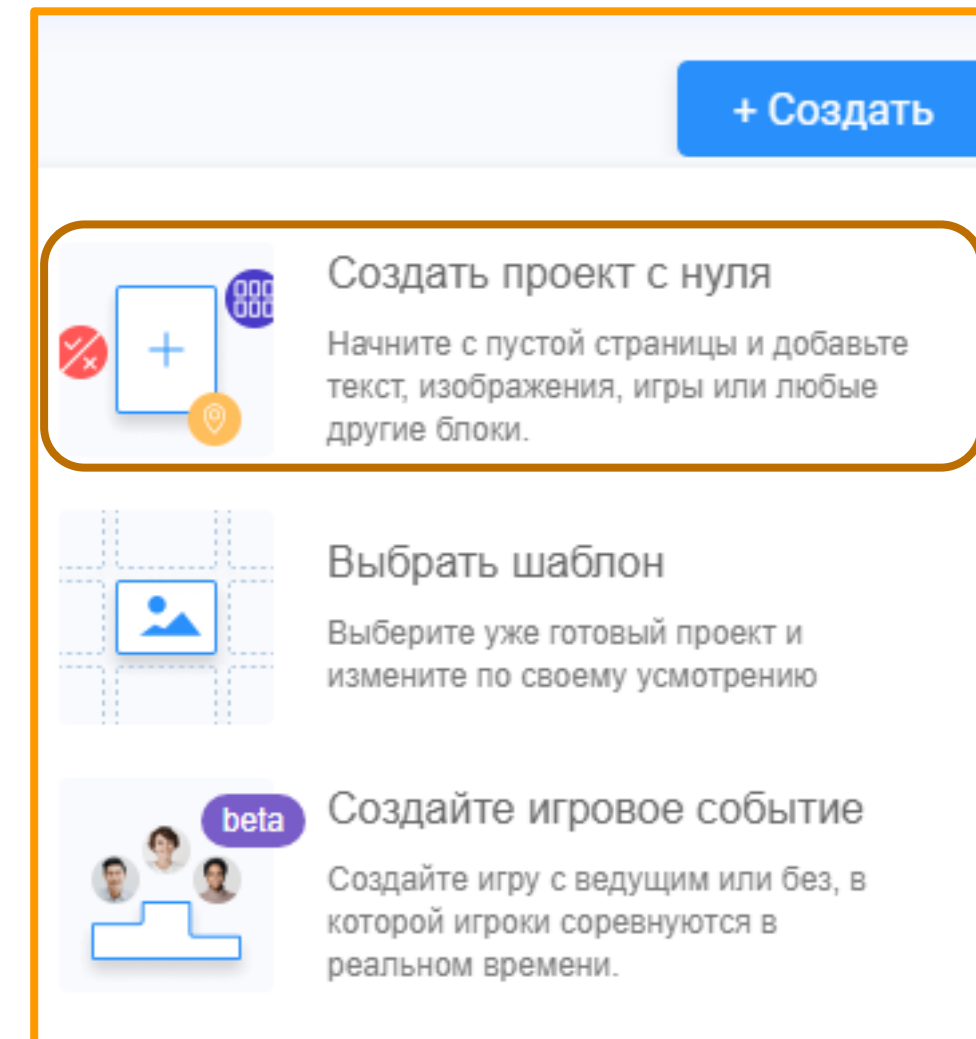 + Создать
Создать проект с нуля
Начните с пустой страницы и добавьте
текст, изображения, игры или любые
другие блоки.
Выбрать шаблон
Выберите уже готовый проект и
измените по своему усмотрению
beta
Создайте игровое событие
Создайте игру с ведущим или без, в
которой игроки соревнуются в
реальном времени.